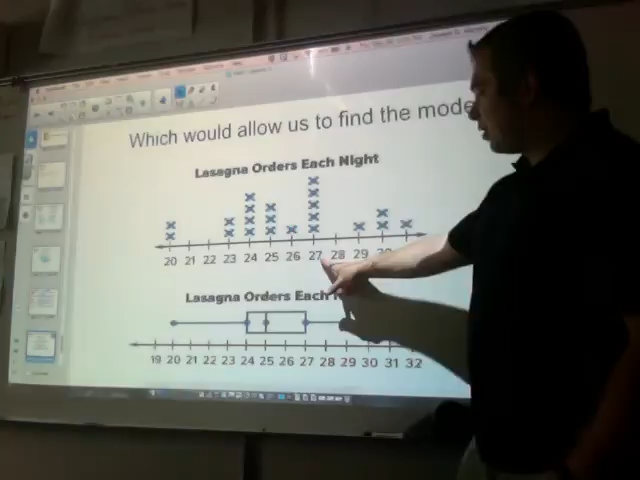 Which would allow us to find the mode
Lasagna Orders Each Night
20 21 22 23 24 25 26 27 28 29
Lasagna Orders Each
19 20 21 22 23 24 25 26 27 28 29 30 31 32